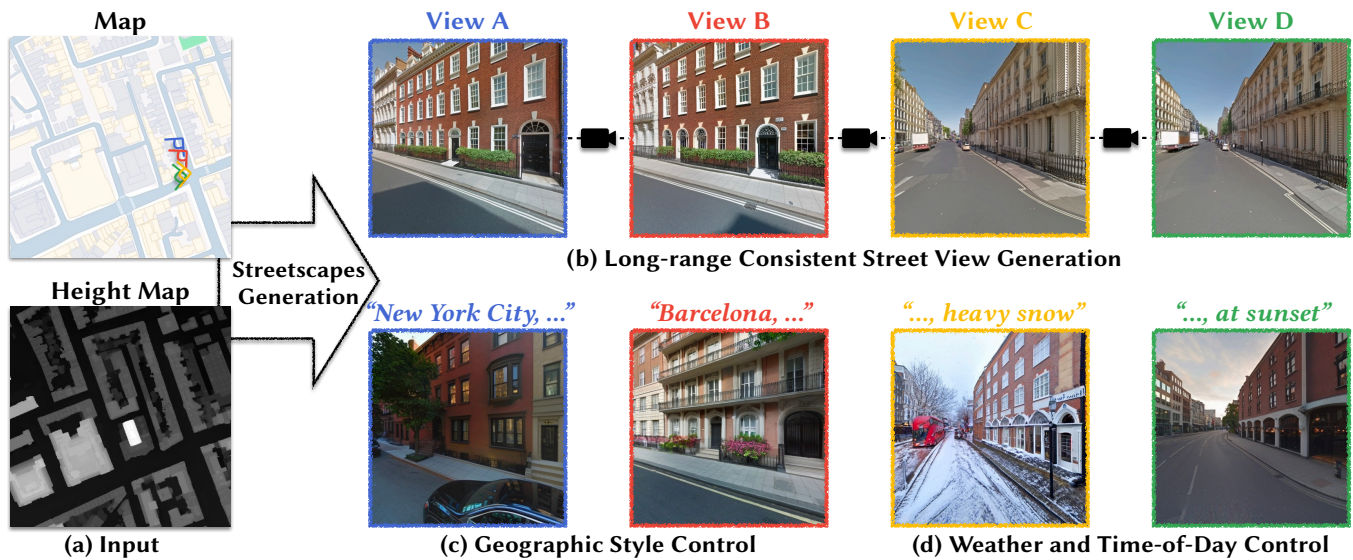 Map
View A
View B
View C
View D
Height Map
Streetscapes
Generation
(b) Long-range Consistent Street View Generation
“New York City, ...”
“Barcelona, ...”
“..., heavy snow”
“..., at sunset”
(a) Input
(c) Geographic Style Control
(d) Weather and Time-of-Day Control